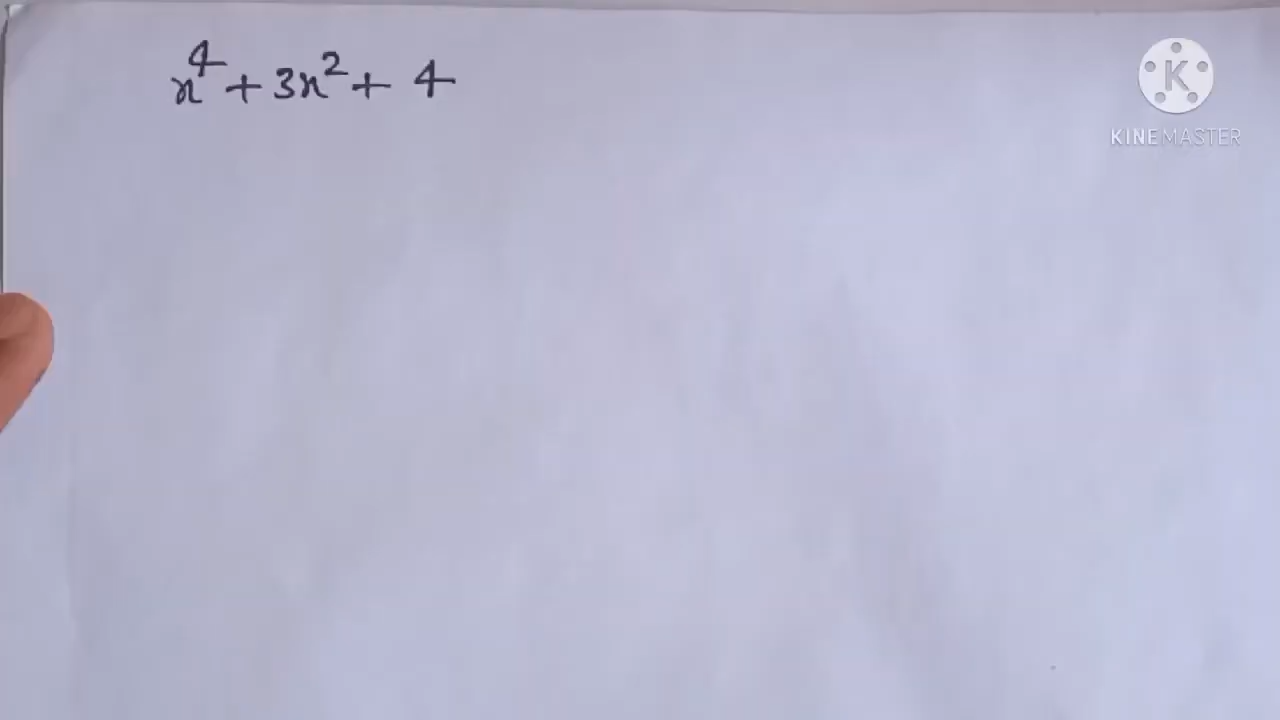 x⁴ + 3x² + 4
K
KINEMASTER